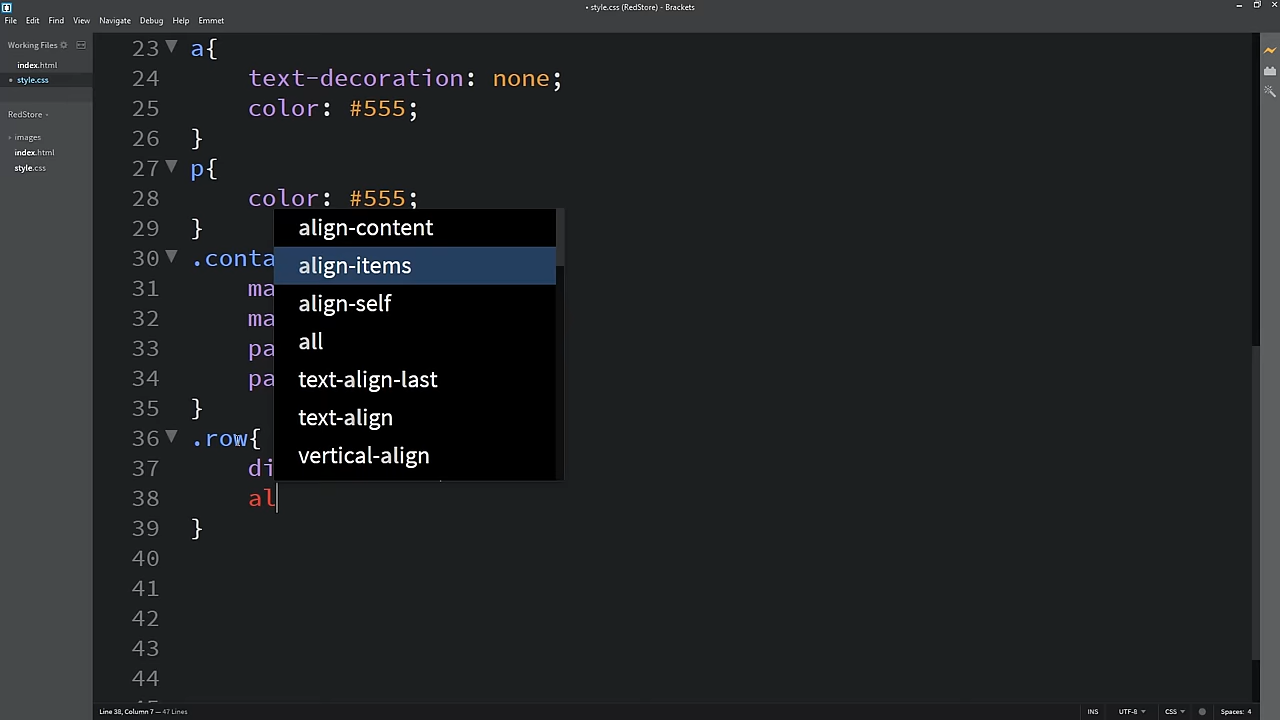 • style.css (RedStore) - Brackets
File Edit Find View Navigate Debug Help Emmet
Working Files
index.html
• style.css
RedStore
images
index.html
style.css
23 a{
24 text-decoration: none;
25 color: #555;
26 }
27 p{
28 color: #555;
29 }
30 .conta
31 ma
32 ma
33 pa
34 pa
35 }
36 .row{
37 di
38 al
39 }
40
41
42
43
44
align-content
align-items
align-self
all
text-align-last
text-align
vertical-align
Line 38, Column 7 — 47 Lines
INS UTF-8 CSS Spaces: 4